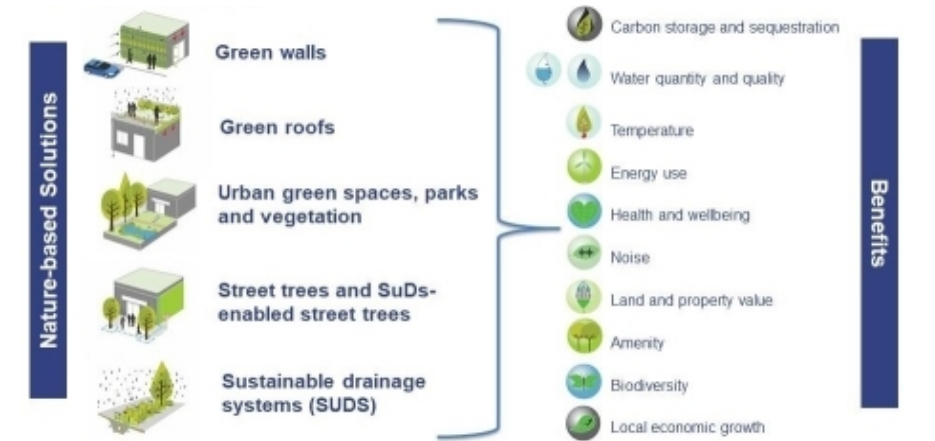 Nature-based Solutions
Green walls
Green roofs
Urban green spaces, parks
and vegetation
Street trees and SuDs-
enabled street trees
Sustainable drainage
systems (SUDS)
Carbon storage and sequestration
Water quantity and quality
Temperature
Energy use
Health and wellbeing
Noise
Land and property value
Amenity
Biodiversity
Local economic growth
Benefits